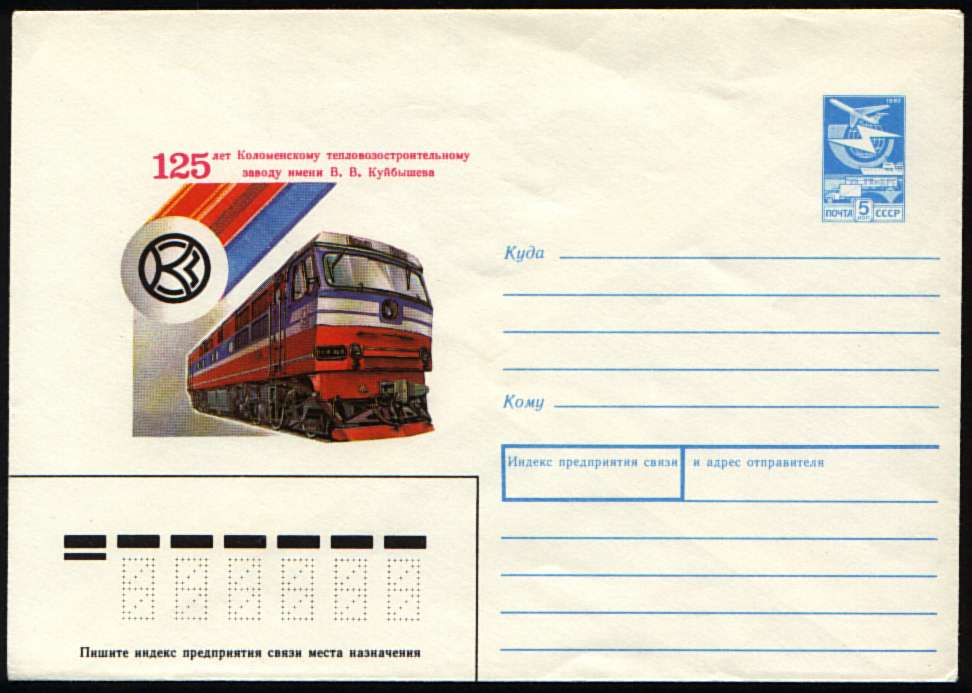 125 лет Коломенскому тепловозостроительному
заводу имени В. В. Куйбышева
1982
ПОЧТА 5 КОП СССР
Куда
Кому
Индекс предприятия связи и адрес отправителя
Пишите индекс предприятия связи места назначения